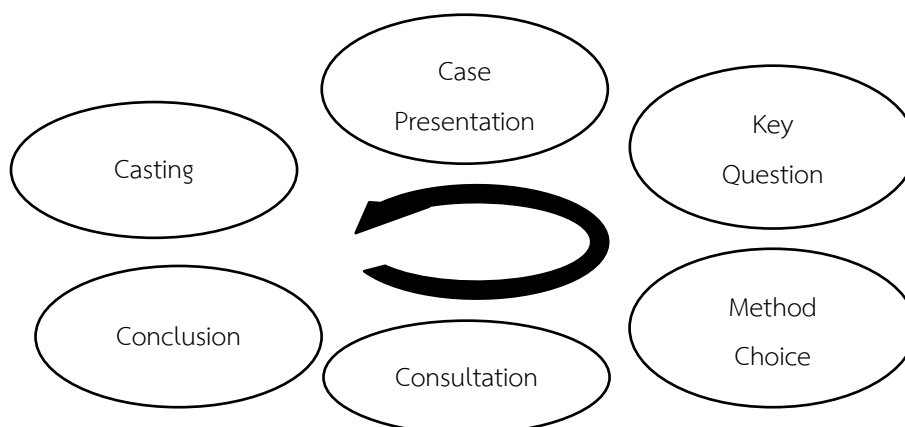 Casting
Case
Presentation
Key
Question
Method
Choice
Consultation
Conclusion